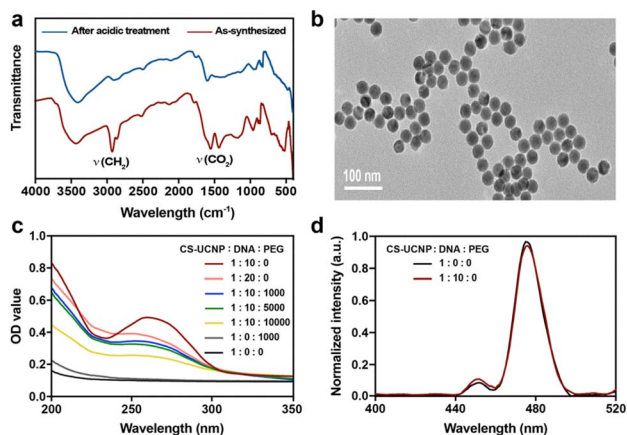 a
After acidic treatment
As-synthesized
Transmittance
ν(CH2)
ν(CO2)
4000 3500 3000 2500 2000 1500 1000 500
Wavelength (cm-1)
b
100 nm
c
OD value
1.0
0.8
0.6
0.4
0.2
0.0
CS-UCNP : DNA : PEG
1 : 10 : 0
1 : 20 : 0
1 : 10 : 1000
1 : 10 : 5000
1 : 10 : 10000
1 : 0 : 1000
1 : 0 : 0
200 250 300 350
Wavelength (nm)
d
Normalized intensity (a.u.)
1.0
0.8
0.6
0.4
0.2
0.0
CS-UCNP : DNA : PEG
1 : 0 : 0
1 : 10 : 0
400 440 480 520
Wavelength (nm)